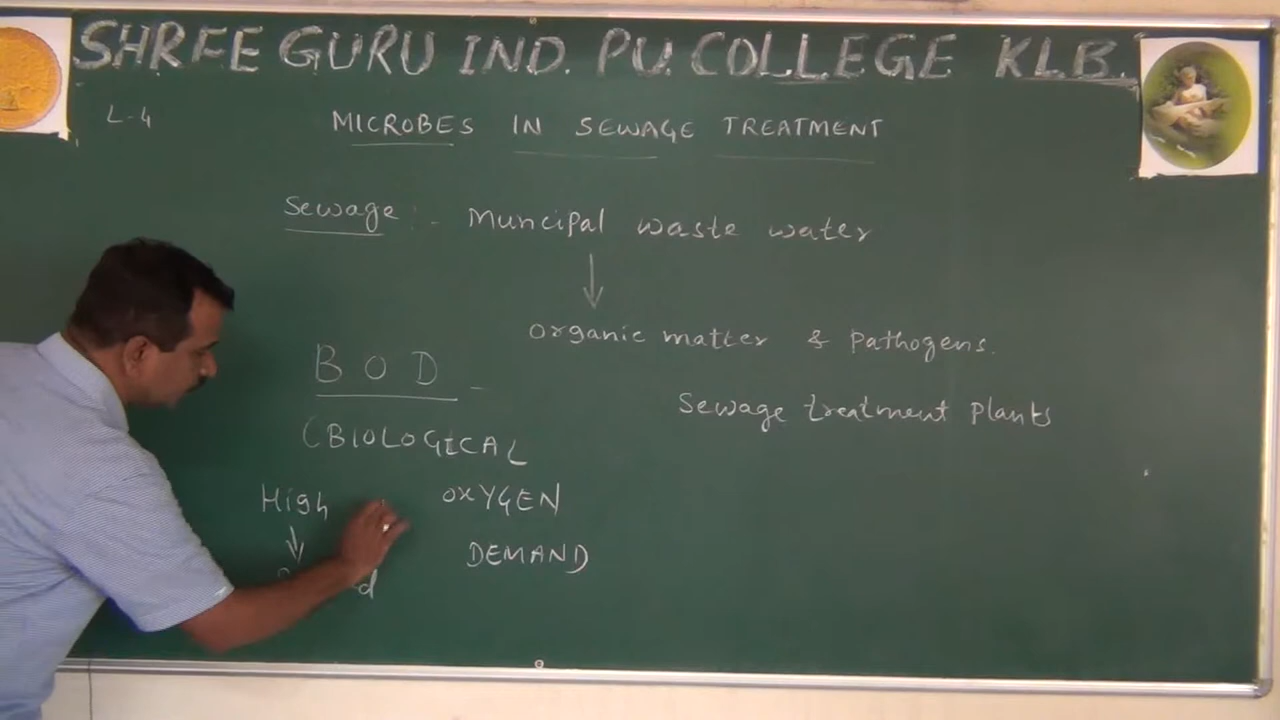 SHREE GURU IND. PU. COLLEGE KLB.
L-4
MICROBES IN SEWAGE TREATMENT
Sewage :- Muncipal waste water
organic matter & pathogens.
B O D -
Sewage treatment Plants
(BIOLOGICAL
High
OXYGEN
DEMAND